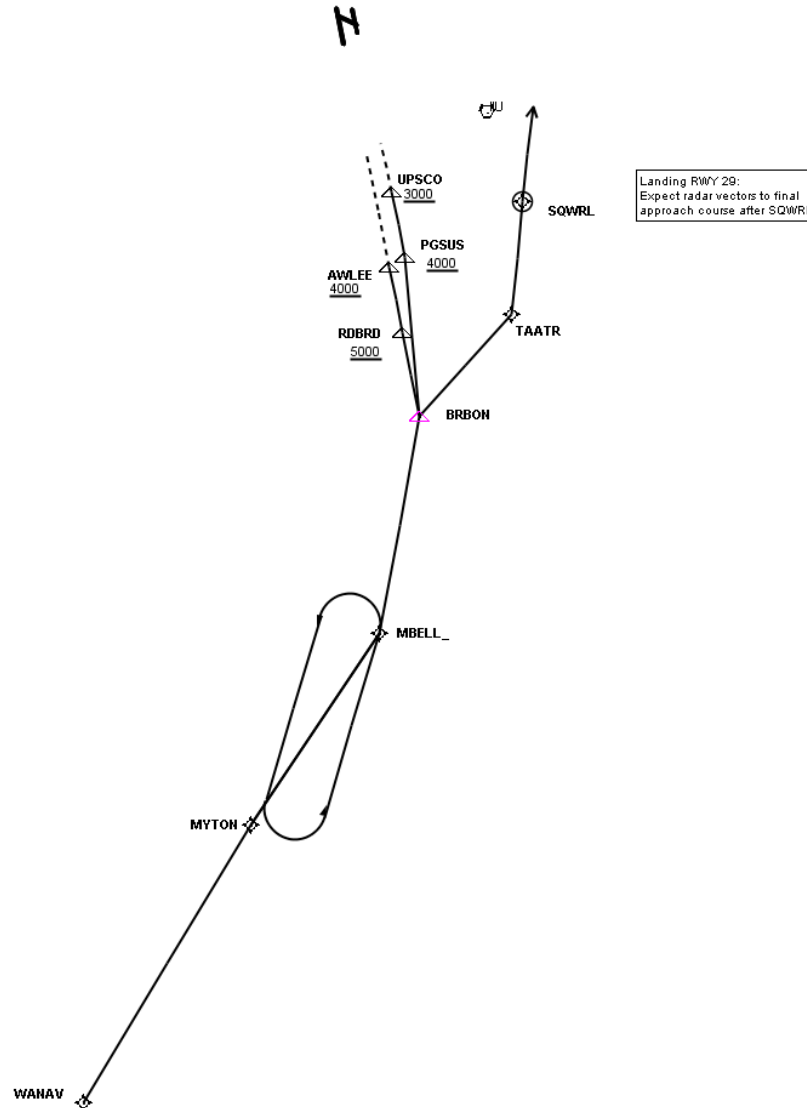 N
UPSCO
3000
SQWRL
Landing RWY 29:
Expect radar vectors to final
approach course after
PGSUS
4000
AWLEE
4000
TAATR
RDBRD
5000
BRBON
MBELL_
MYTON
WANAV